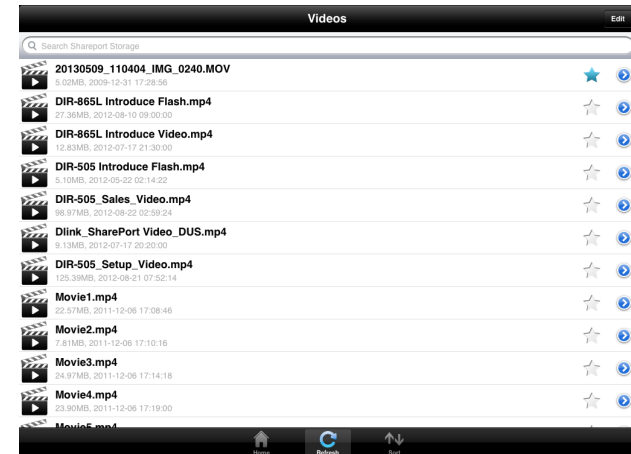 Videos
Edit
Search Shareport Storage
20130509_110404_IMG_0240.MOV
5.02MB, 2009-12-31 17:28:56
DIR-865L Introduce Flash.mp4
27.36MB, 2012-08-10 09:00:00
DIR-865L Introduce Video.mp4
12.83MB, 2012-07-17 21:30:00
DIR-505 Introduce Flash.mp4
5.10MB, 2012-05-22 02:14:22
DIR-505_Sales_Video.mp4
98.97MB, 2012-08-22 02:59:24
Dlink_SharePort Video_DUS.mp4
9.13MB, 2012-07-17 20:20:00
DIR-505_Setup_Video.mp4
125.39MB, 2012-08-21 07:52:14
Movie1.mp4
22.57MB, 2011-12-06 17:08:46
Movie2.mp4
7.81MB, 2011-12-06 17:10:16
Movie3.mp4
24.97MB, 2011-12-06 17:14:18
Movie4.mp4
23.90MB, 2011-12-06 17:19:00
Movie5.mp4
Home Refresh Sort